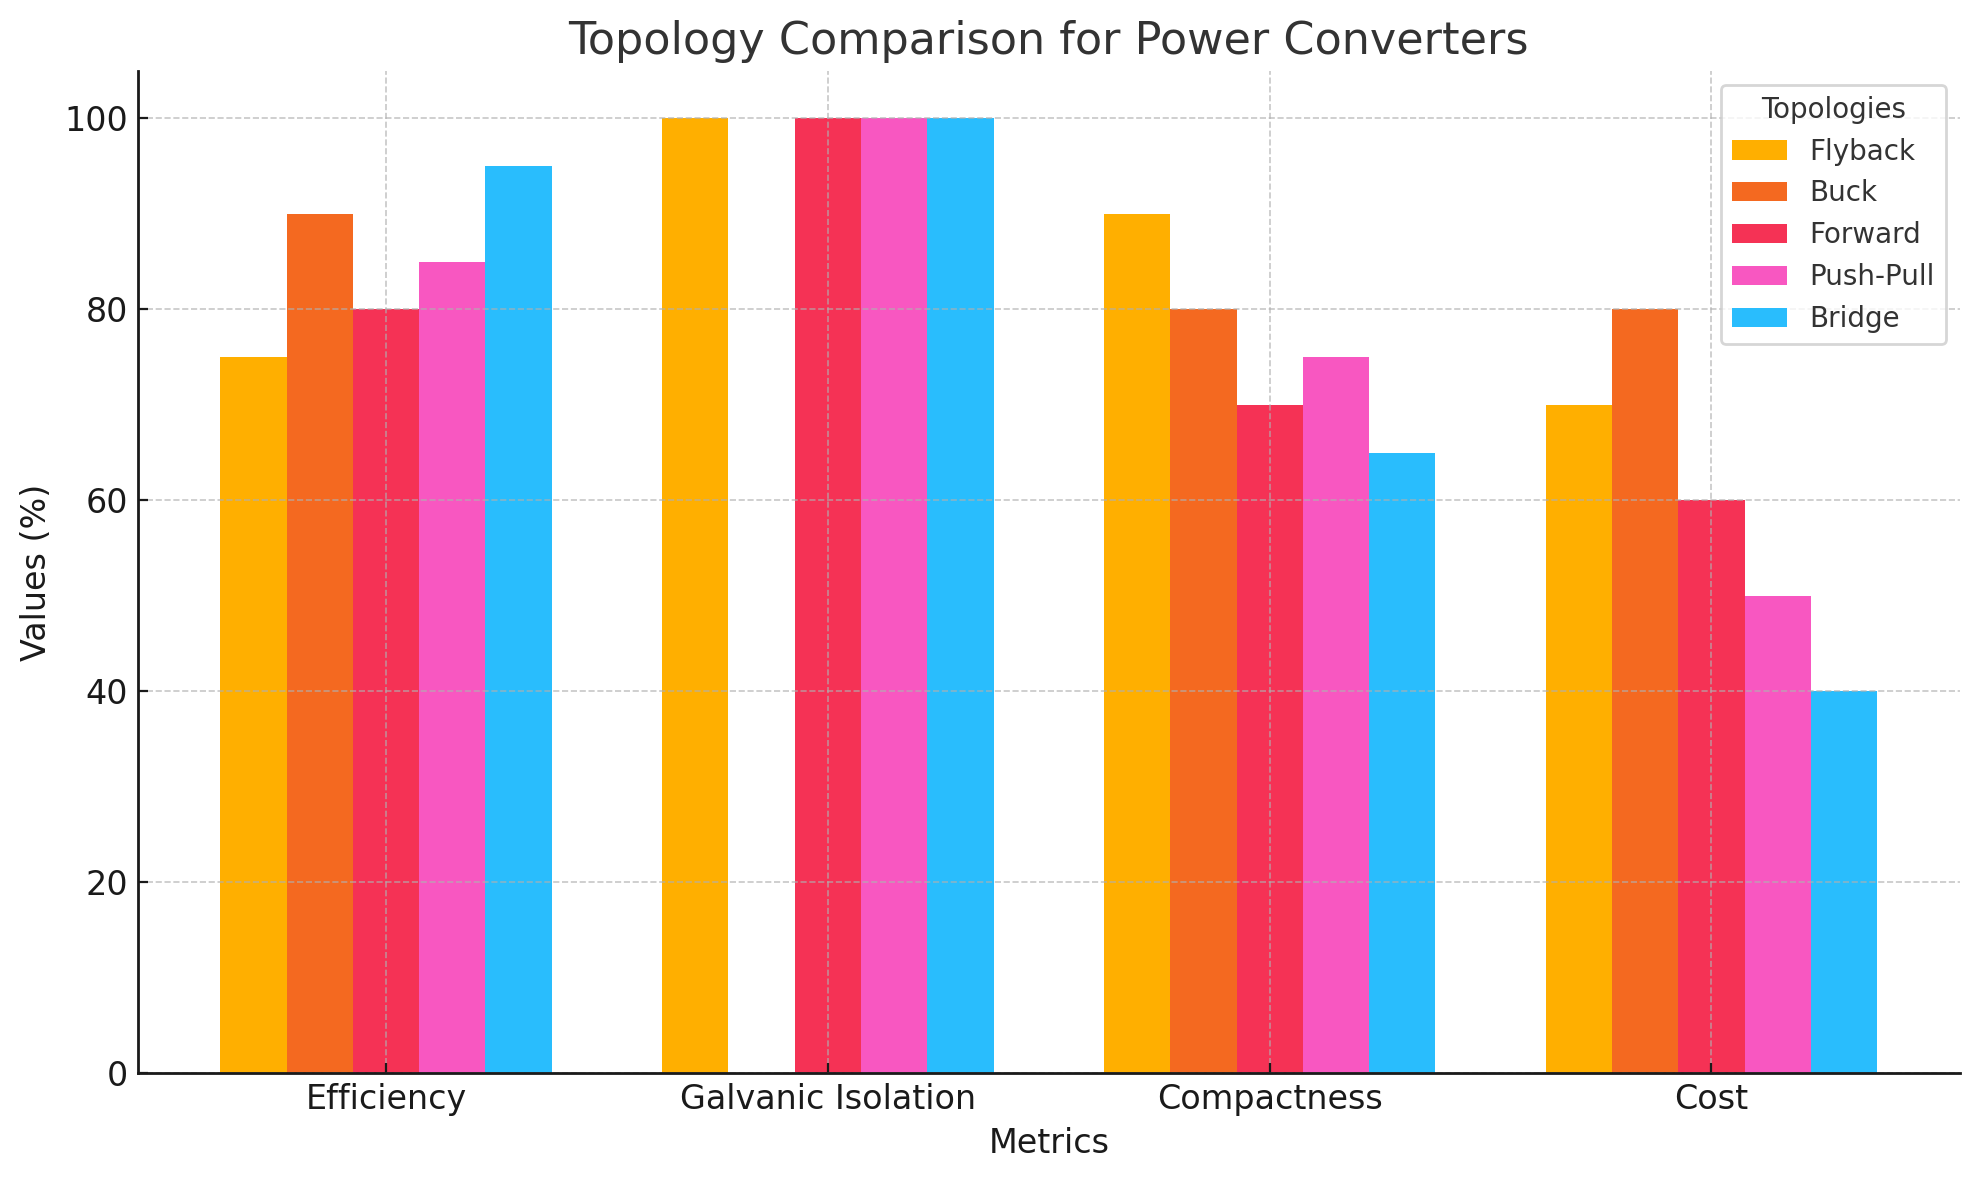 Topology Comparison for Power Converters
Values (%)
100
80
60
40
20
0
Topologies
Flyback
Buck
Forward
Push-Pull
Bridge
Efficiency
Galvanic Isolation
Compactness
Cost
Metrics